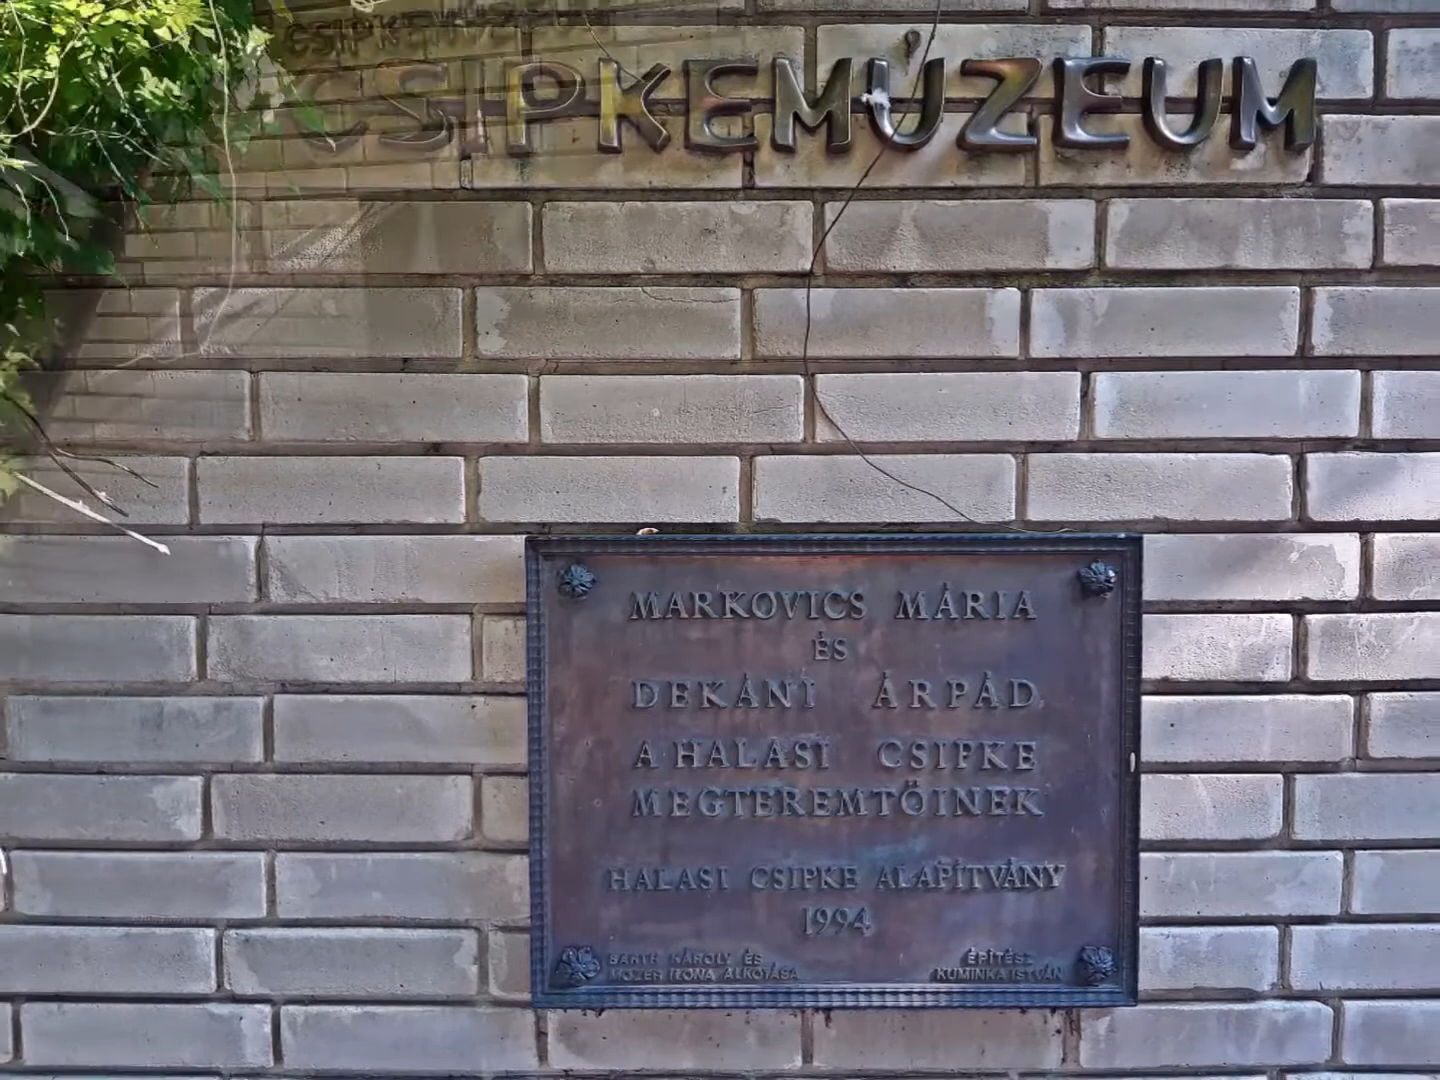 CSIPKEMÚZEUM
CSIPKEMÚZEUM
MARKOVICS MÁRIA
ÉS
DEKÁNI ÁRPÁD
A HALASI CSIPKE
MEGTEREMTŐINEK
HALASI CSIPKE ALAPÍTVÁNY
1994
BARTH KÁROLY ÉS
MÓZER ILONA ALKOTÁSA
ÉPÍTÉSZ
KUMINKA ISTVÁN